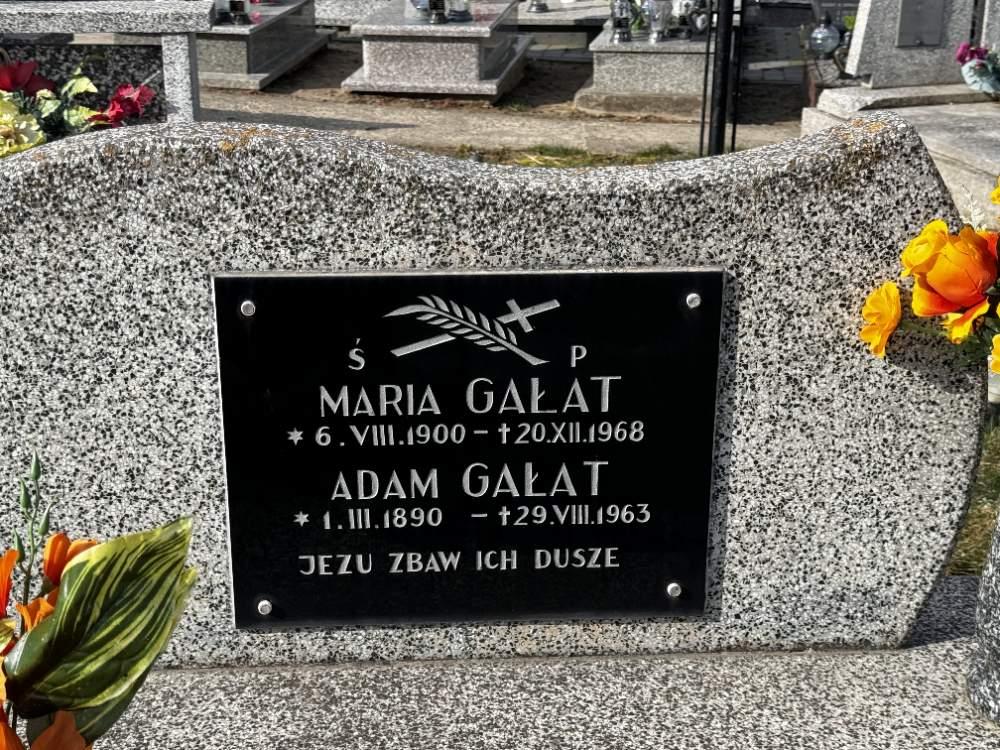 Ś P
MARIA GAŁAT
* 6.VIII.1900 - †20.XII.1968
ADAM GAŁAT
* 1.III.1890 - †29.VIII.1963
JEZU ZBAW ICH DUSZE